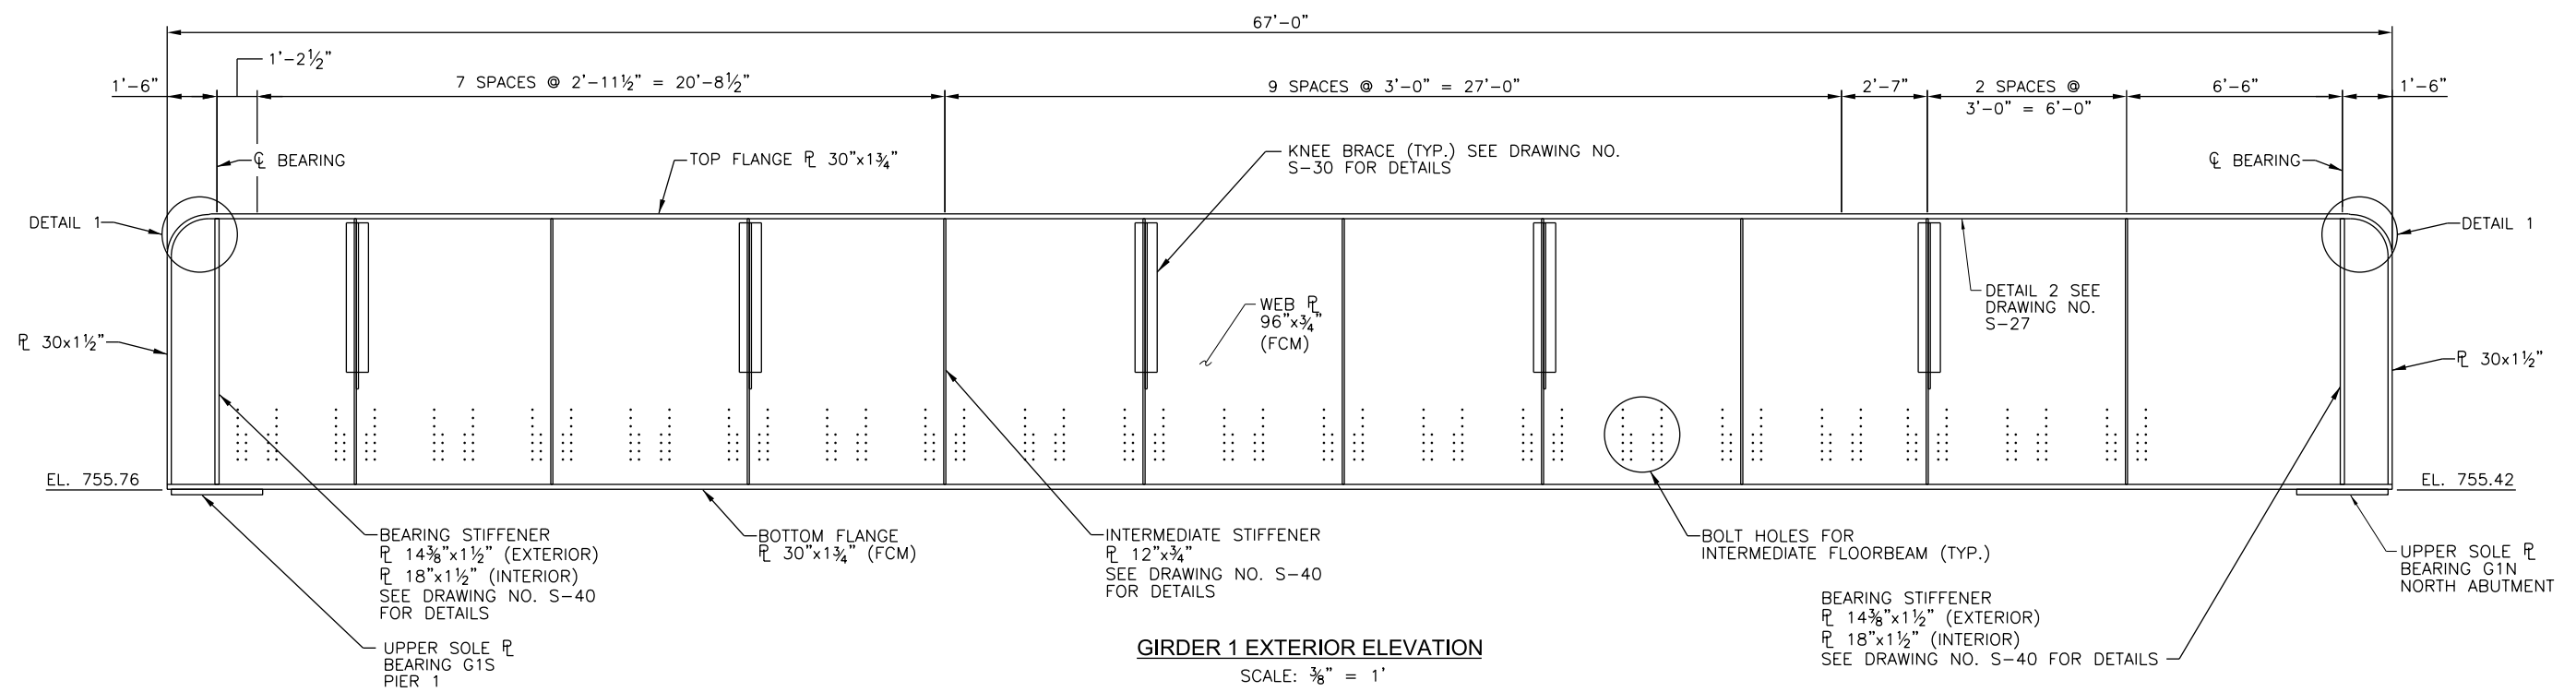 67'-0"
1'-2½"
1'-6"
7 SPACES @ 2'-11½" = 20'-8½"
9 SPACES @ 3'-0" = 27'-0"
2'-7"
2 SPACES @
3'-0" = 6'-0"
6'-6"
1'-6"
℄ BEARING
TOP FLANGE ⅊ 30"x1¾"
KNEE BRACE (TYP.) SEE DRAWING NO.
S-30 FOR DETAILS
℄ BEARING
DETAIL 1
DETAIL 1
WEB ⅊
96"x¾"
(FCM)
DETAIL 2 SEE
DRAWING NO.
S-27
⅊ 30x1½"
⅊ 30x1½"
EL. 755.76
EL. 755.42
BEARING STIFFENER
⅊ 14⅜"x1½" (EXTERIOR)
⅊ 18"x1½" (INTERIOR)
SEE DRAWING NO. S-40
FOR DETAILS
BOTTOM FLANGE
⅊ 30"x1¾" (FCM)
INTERMEDIATE STIFFENER
⅊ 12"x¾"
SEE DRAWING NO. S-40
FOR DETAILS
BOLT HOLES FOR
INTERMEDIATE FLOORBEAM (TYP.)
UPPER SOLE ⅊
BEARING G1N
NORTH ABUTMENT
BEARING STIFFENER
⅊ 14⅜"x1½" (EXTERIOR)
⅊ 18"x1½" (INTERIOR)
SEE DRAWING NO. S-40 FOR DETAILS
UPPER SOLE ⅊
BEARING G1S
PIER 1
GIRDER 1 EXTERIOR ELEVATION
SCALE: ⅜" = 1'